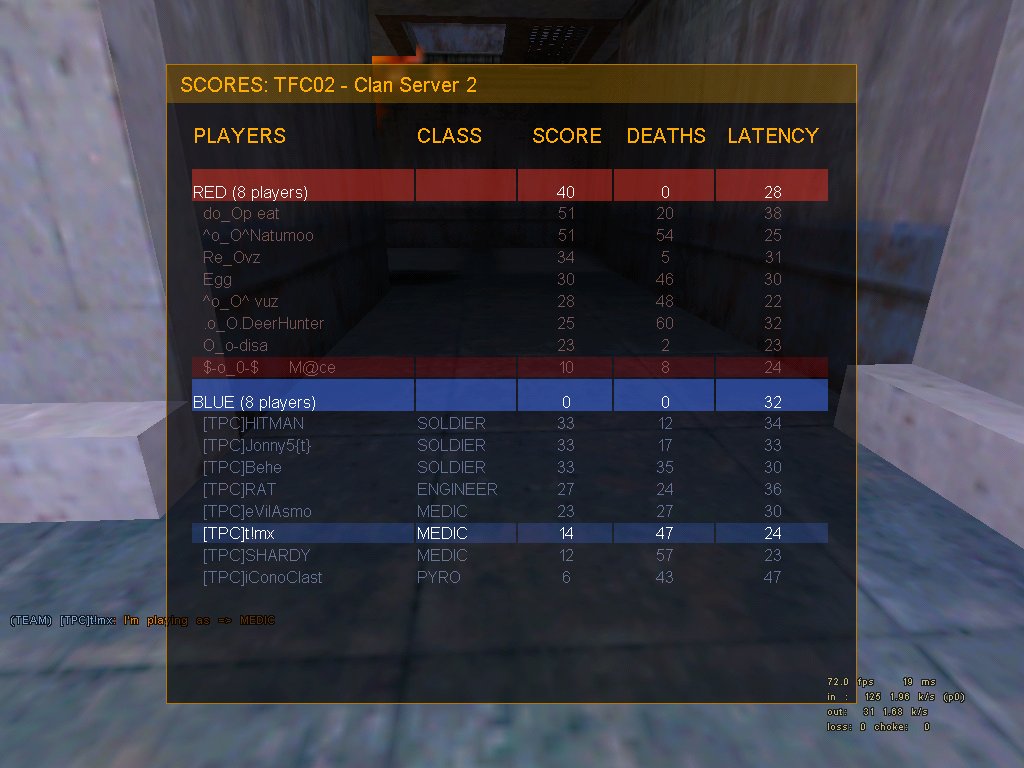 SCORES: TFC02 - Clan Server 2
PLAYERS CLASS SCORE DEATHS LATENCY
RED (8 players) 40 0 28
do_Op eat 51 20 38
^o_O^Natumoo 51 54 25
Re_Ovz 34 5 31
Egg 30 46 30
^o_O^ vuz 28 48 22
.o_O.DeerHunter 25 60 32
O_o-disa 23 2 23
$-o_0-$ M@ce 10 8 24
BLUE (8 players) 0 0 32
[TPC]HITMAN SOLDIER 33 12 34
[TPC]Jonny5{t} SOLDIER 33 17 33
[TPC]Behe SOLDIER 33 35 30
[TPC]RAT ENGINEER 27 24 36
[TPC]eVilAsmo MEDIC 23 27 30
[TPC]t!mx MEDIC 14 47 24
[TPC]SHARDY MEDIC 12 57 23
[TPC]iConoClast PYRO 6 43 47
(TEAM) [TPC]t!mx: I'm playing as => MEDIC
72.0 fps 19 ms
in : 125 1.96 k/s (p0)
out: 31 1.68 k/s
loss: 0 choke: 0